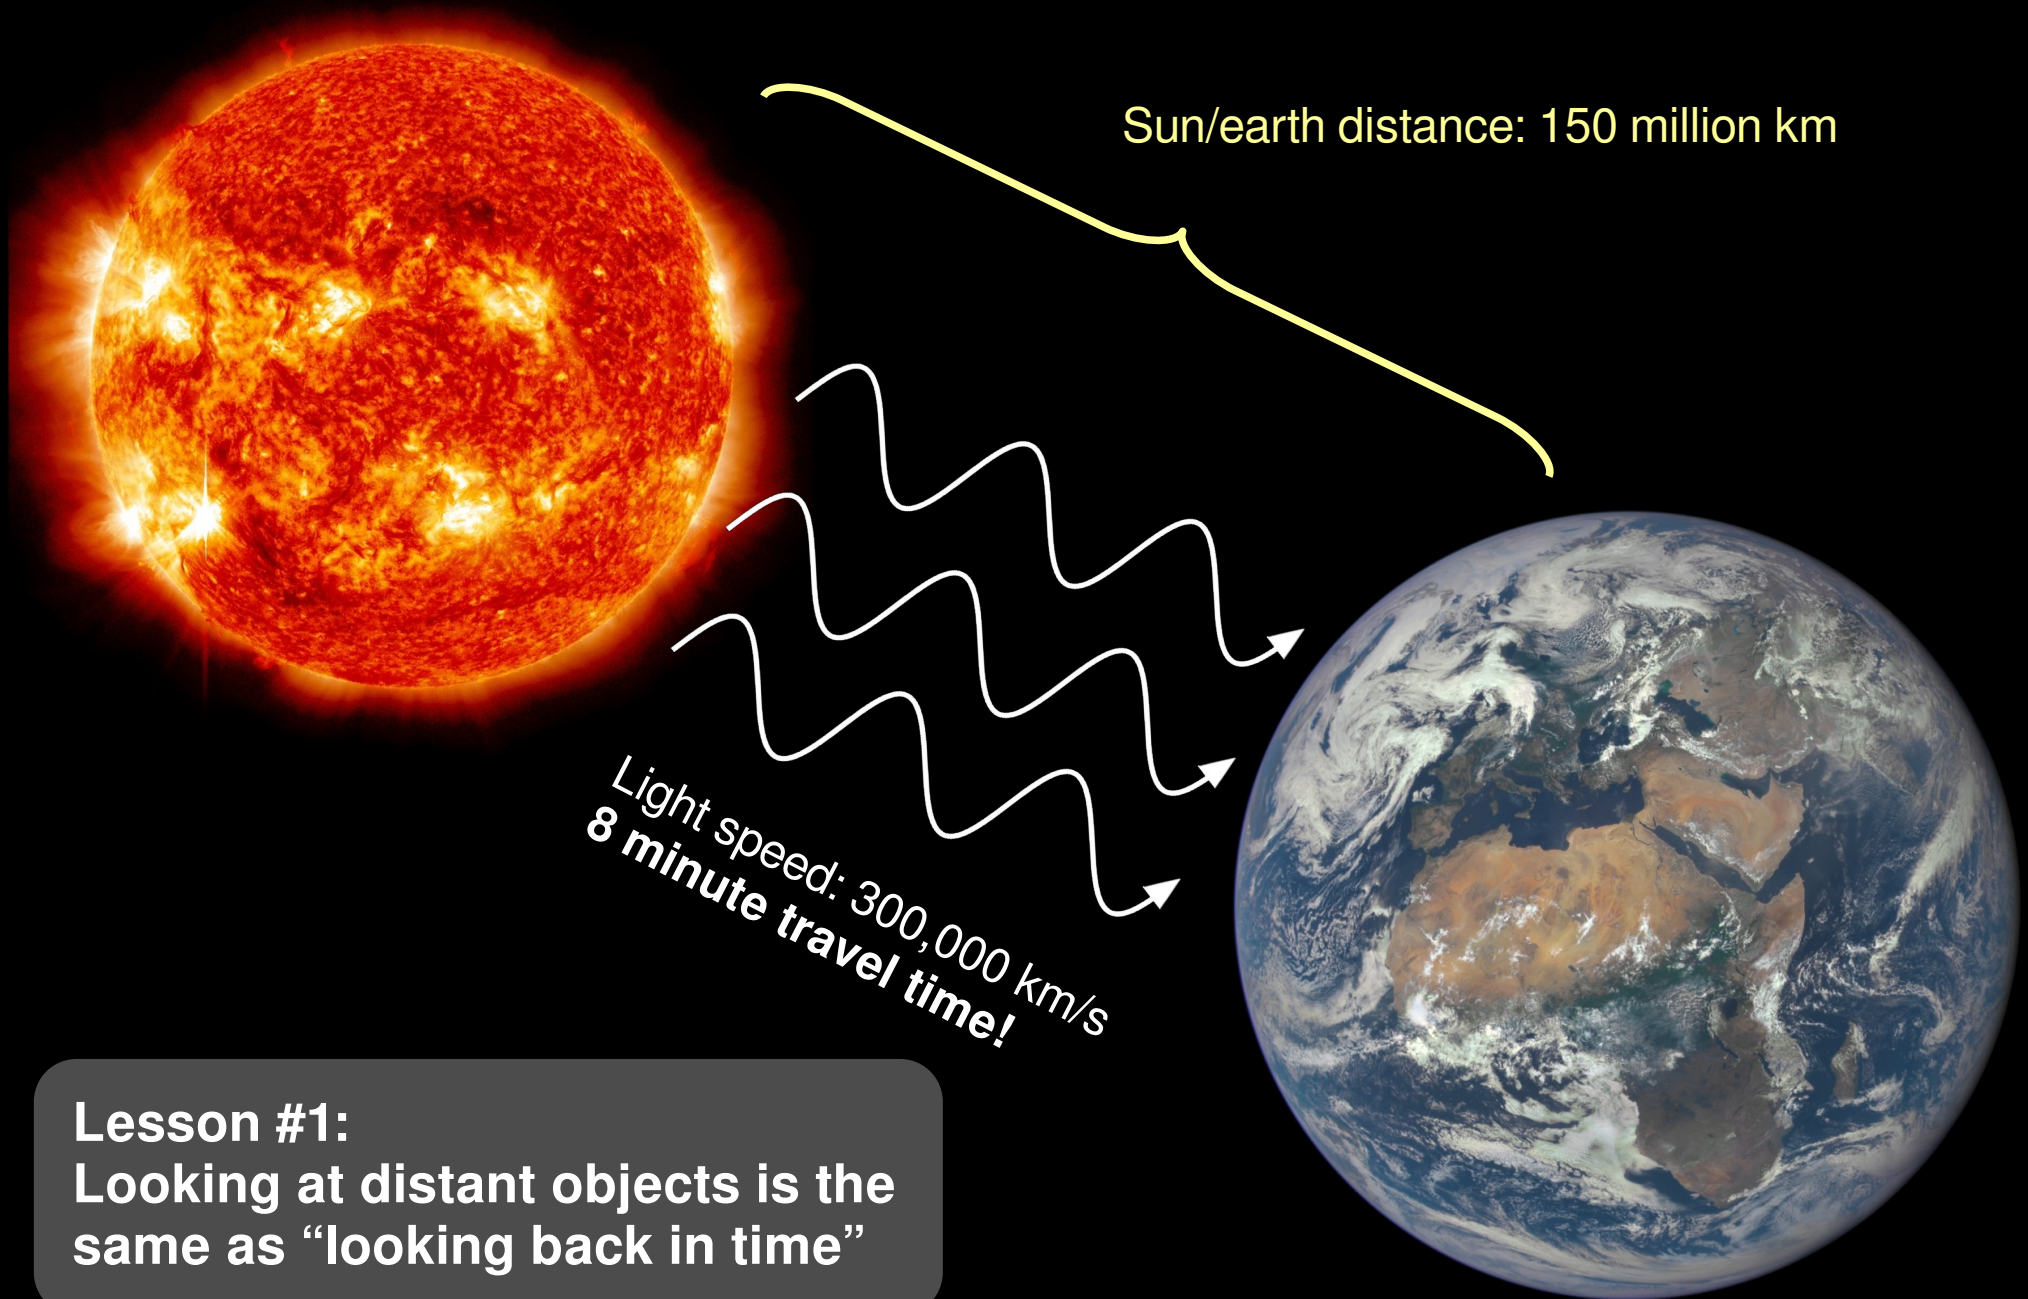 Sun/earth distance: 150 million km
Light speed: 300,000 km/s
8 minute travel time!
Lesson #1:
Looking at distant objects is the
same as “looking back in time”